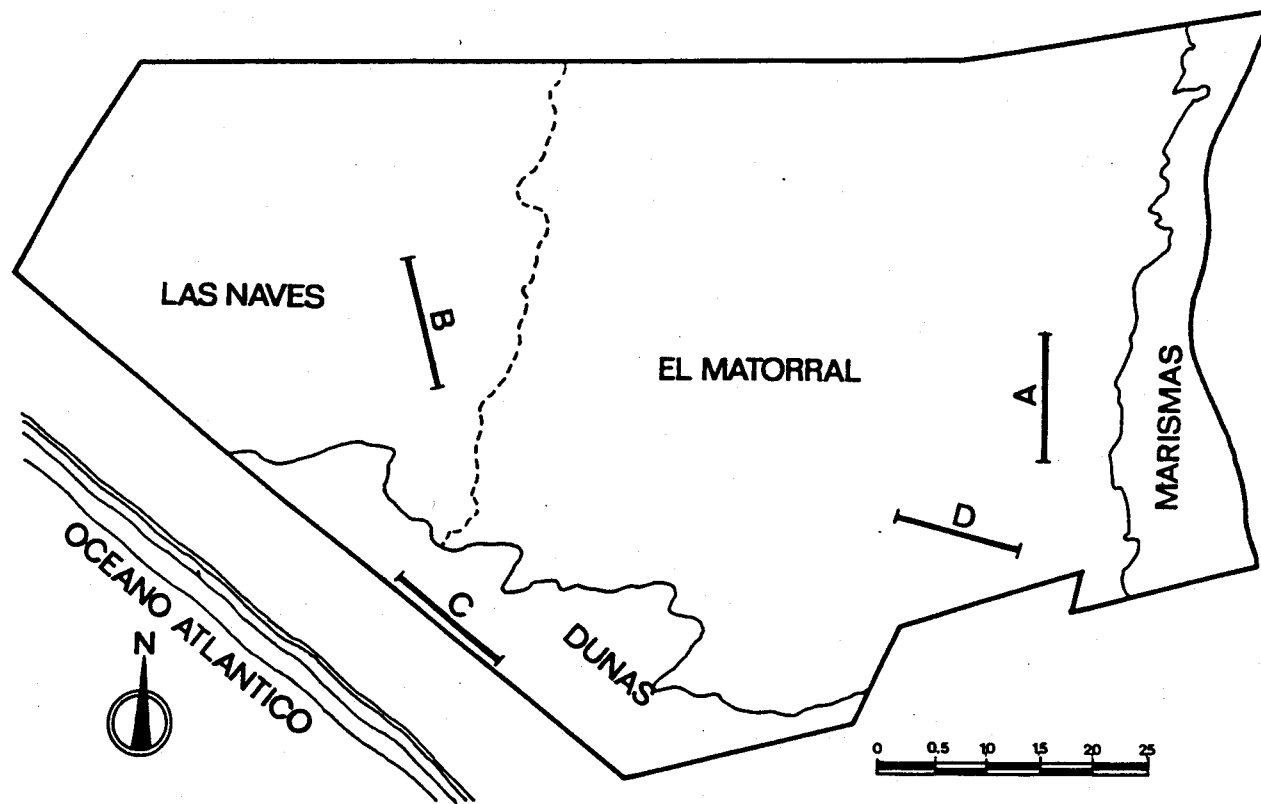 LAS NAVES
B
EL MATORRAL
A
MARISMAS
D
C
DUNAS
OCEANO ATLANTICO
N
0 0.5 10 15 20 25